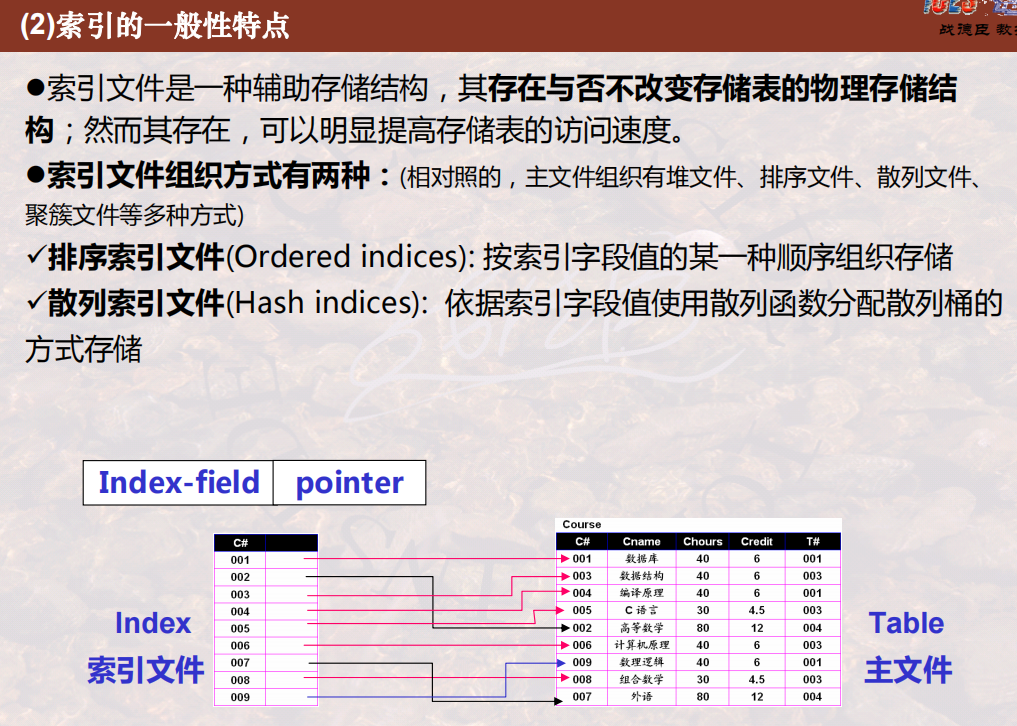 (2)索引的一般性特点
战德臣 教
●索引文件是一种辅助存储结构，其存在与否不改变存储表的物理存储结
构；然而其存在，可以明显提高存储表的访问速度。
●索引文件组织方式有两种：(相对照的，主文件组织有堆文件、排序文件、散列文件、
聚簇文件等多种方式)
✓排序索引文件(Ordered indices): 按索引字段值的某一种顺序组织存储
✓散列索引文件(Hash indices): 依据索引字段值使用散列函数分配散列桶的
方式存储
Index-field pointer
C#
001
002
003
004
005
006
007
008
009
Index
索引文件
Course
C# Cname Chours Credit T#
001 数据库 40 6 001
003 数据结构 40 6 003
004 编译原理 40 6 001
005 C 语言 30 4.5 003
002 高等数学 80 12 004
006 计算机原理 40 6 003
009 数理逻辑 40 6 001
008 组合数学 30 4.5 003
007 外语 80 12 004
Table
主文件